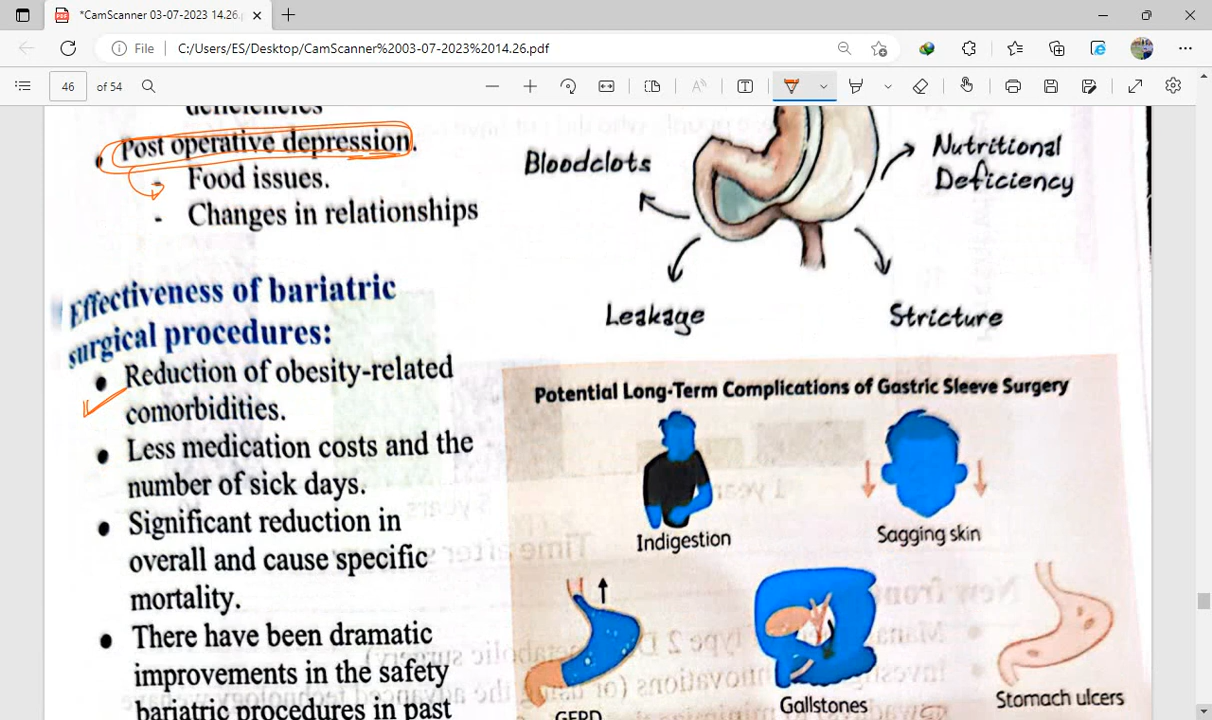 *CamScanner 03-07-2023 14.26.
File
C:/Users/ES/Desktop/CamScanner%2003-07-2023%2014.26.pdf
46 of 54
deficiencies
Post operative depression.
- Food issues.
- Changes in relationships
Effectiveness of bariatric
surgical procedures:
• Reduction of obesity-related
comorbidities.
• Less medication costs and the
number of sick days.
• Significant reduction in
overall and cause specific
mortality.
• There have been dramatic
improvements in the safety
bariatric procedures in past
Bloodclots
Nutritional
Deficiency
Leakage
Stricture
Potential Long-Term Complications of Gastric Sleeve Surgery
Indigestion
Sagging skin
GERD
Gallstones
Stomach ulcers